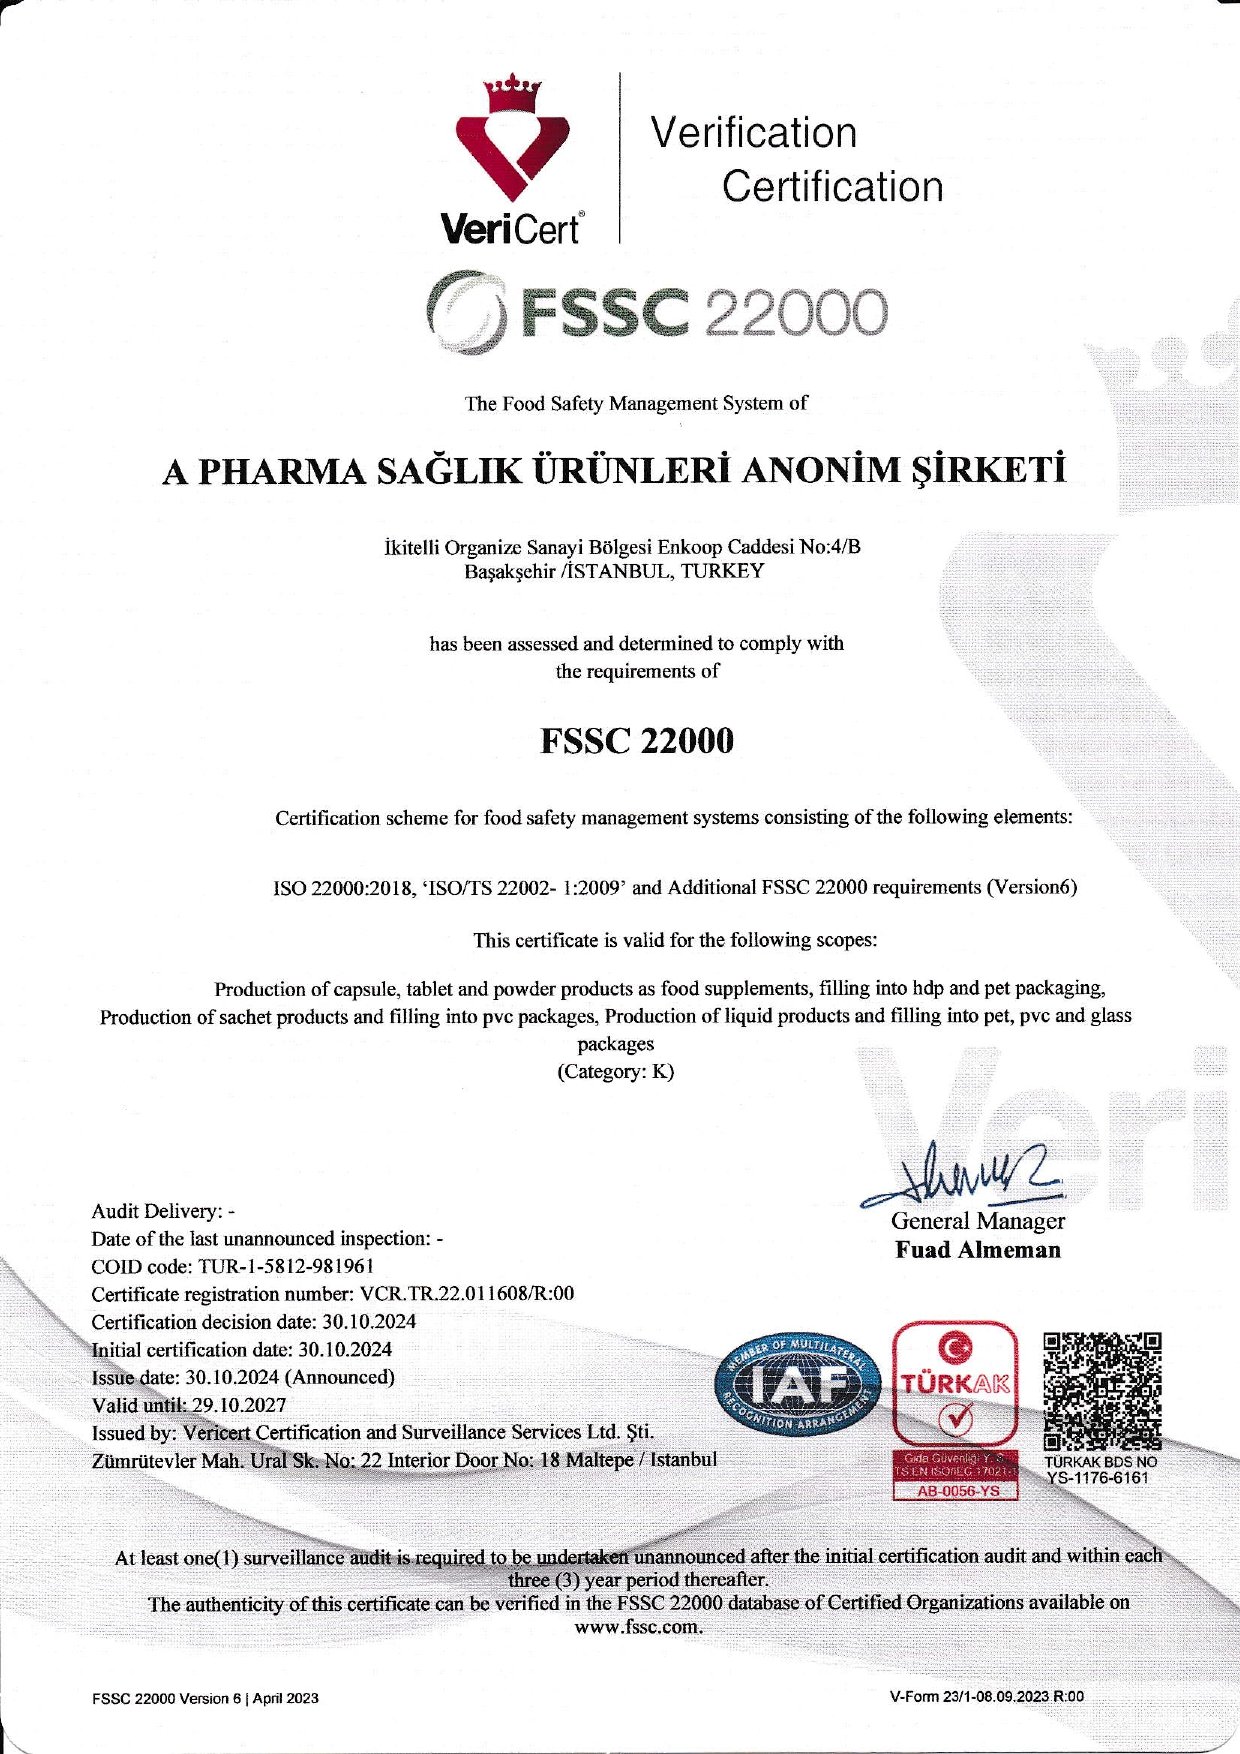 Verification
Certification
VeriCert®
FSSC 22000
The Food Safety Management System of
A PHARMA SAĞLIK ÜRÜNLERİ ANONİM ŞİRKETİ
İkitelli Organize Sanayi Bölgesi Enkoop Caddesi No:4/B
Başakşehir /İSTANBUL, TURKEY
has been assessed and determined to comply with
the requirements of
FSSC 22000
Certification scheme for food safety management systems consisting of the following elements:
ISO 22000:2018, ‘ISO/TS 22002- 1:2009’ and Additional FSSC 22000 requirements (Version6)
This certificate is valid for the following scopes:
Production of capsule, tablet and powder products as food supplements, filling into hdp and pet packaging,
Production of sachet products and filling into pvc packages, Production of liquid products and filling into pet, pvc and glass
packages
(Category: K)
Veri
General Manager
Fuad Almeman
Audit Delivery: -
Date of the last unannounced inspection: -
COID code: TUR-1-5812-981961
Certificate registration number: VCR.TR.22.011608/R:00
Certification decision date: 30.10.2024
Initial certification date: 30.10.2024
Issue date: 30.10.2024 (Announced)
Valid until: 29.10.2027
Issued by: Vericert Certification and Surveillance Services Ltd. Şti.
Zümrütevler Mah. Ural Sk. No: 22 Interior Door No: 18 Maltepe / Istanbul
MEMBER OF MULTILATERAL
IAF
RECOGNITION ARRANGEMENT
TÜRKAK
Gıda Güvenliği Y. S.
TS EN ISO/IEC 17021-1
AB-0056-YS
TÜRKAK BDS NO
YS-1176-6161
At least one(1) surveillance audit is required to be undertaken unannounced after the initial certification audit and within each
three (3) year period thereafter.
The authenticity of this certificate can be verified in the FSSC 22000 database of Certified Organizations available on
www.fssc.com.
FSSC 22000 Version 6 | April 2023
V-Form 23/1-08.09.2023 R:00